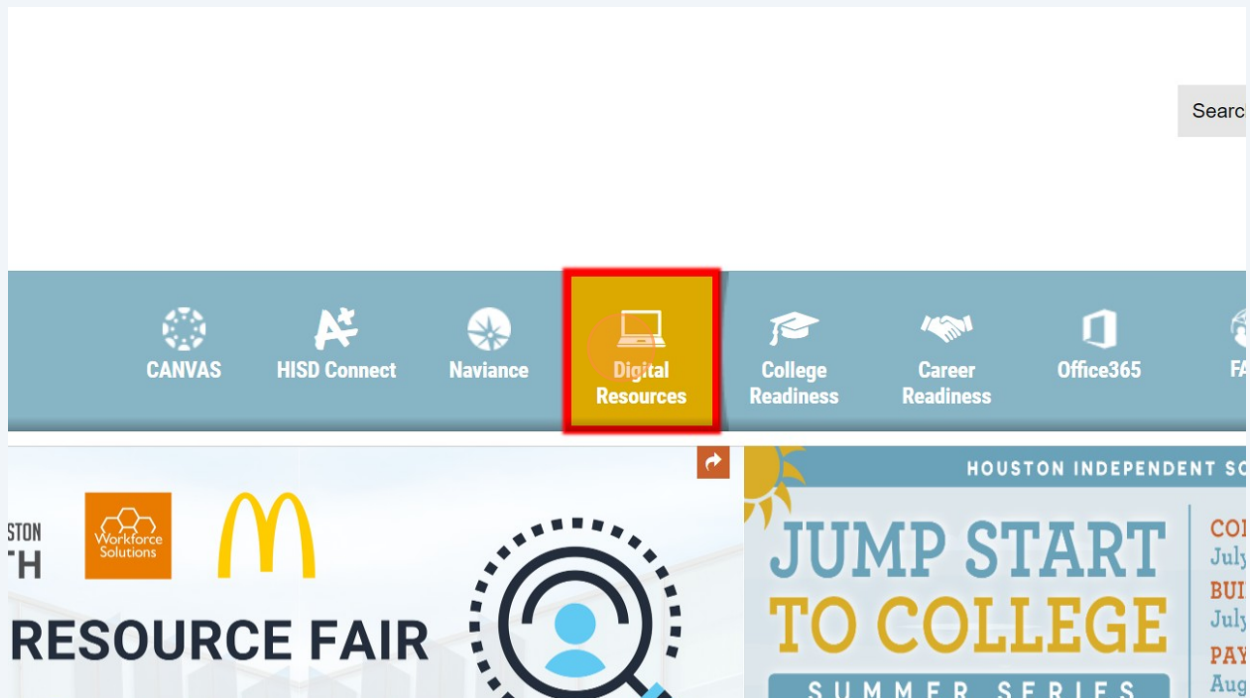 Searc
CANVAS
HISD Connect
Naviance
Digital
Resources
College
Readiness
Career
Readiness
Office365
FA
STON
TH
Workforce
Solutions
RESOURCE FAIR
HOUSTON INDEPENDENT SC
JUMP START
TO COLLEGE
SUMMER SERIES
July
BUI
July
PAY
Aug